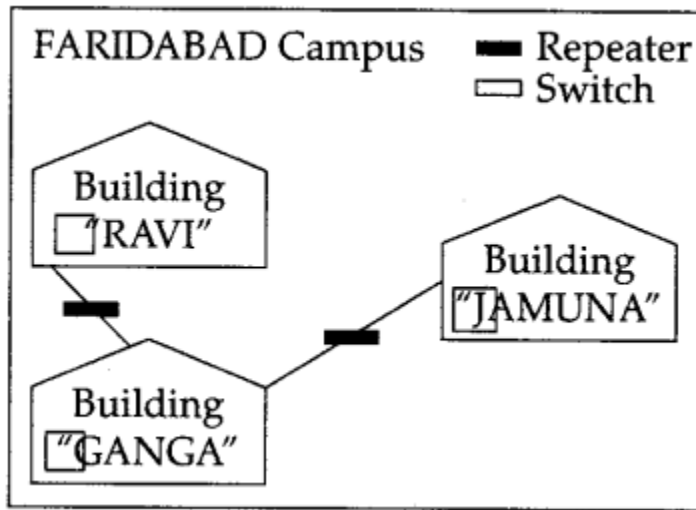 FARIDABAD Campus
Repeater
Switch
Building
"RAVI"
Building
"JAMUNA"
Building
"GANGA"